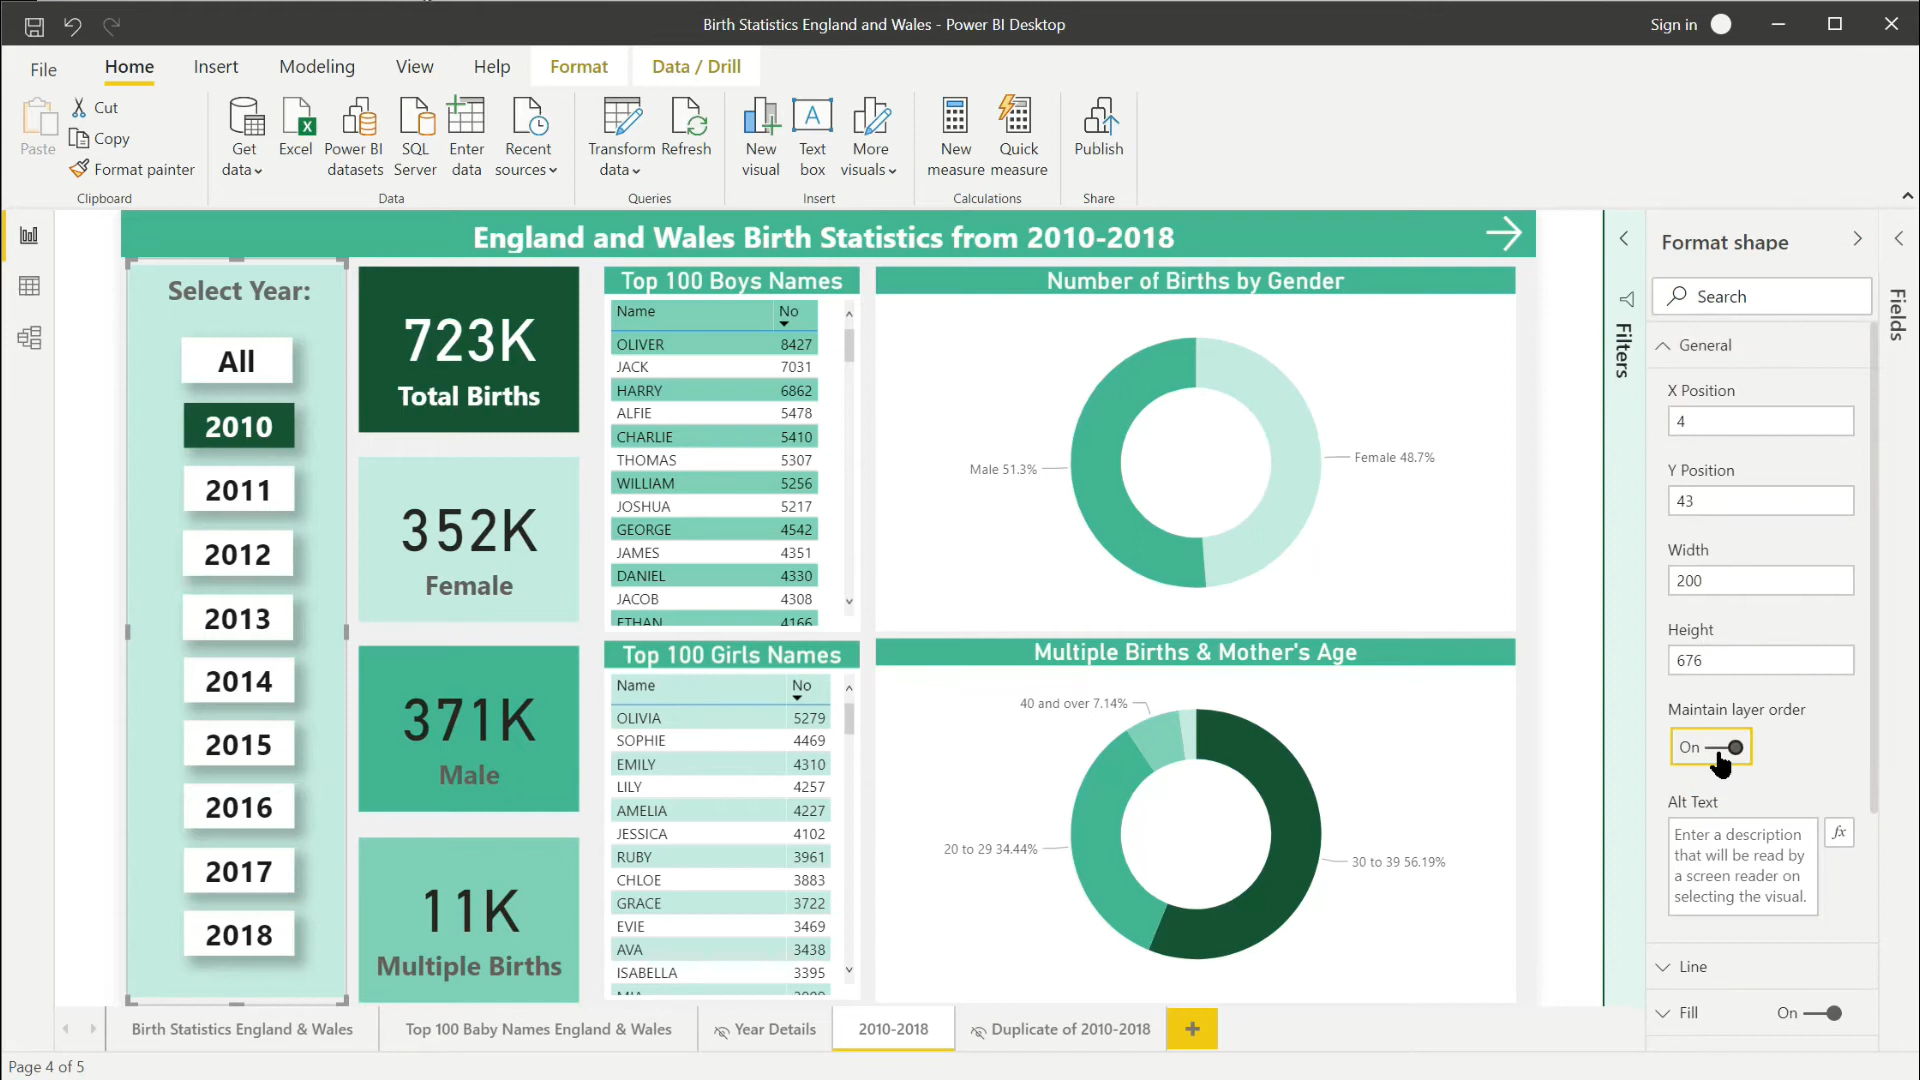 Birth Statistics England and Wales - Power BI Desktop
Sign in
File
Home
Insert
Modeling
View
Help
Format
Data / Drill
Paste
Cut
Copy
Format painter
Clipboard
Get data
Excel
Power BI datasets
SQL Server
Enter data
Recent sources
Data
Transform data
Refresh
Queries
New visual
Text box
More visuals
Insert
New measure
Quick measure
Calculations
Publish
Share
England and Wales Birth Statistics from 2010-2018
Select Year:
All
2010
2011
2012
2013
2014
2015
2016
2017
2018
723K
Total Births
352K
Female
371K
Male
11K
Multiple Births
Top 100 Boys Names
Name No
OLIVER 8427
JACK 7031
HARRY 6862
ALFIE 5478
CHARLIE 5410
THOMAS 5307
WILLIAM 5256
JOSHUA 5217
GEORGE 4542
JAMES 4351
DANIEL 4330
JACOB 4308
ETHAN 4166
Top 100 Girls Names
Name No
OLIVIA 5279
SOPHIE 4469
EMILY 4310
LILY 4257
AMELIA 4227
JESSICA 4102
RUBY 3961
CHLOE 3883
GRACE 3722
EVIE 3469
AVA 3438
ISABELLA 3395
Number of Births by Gender
Male 51.3%
Female 48.7%
Multiple Births & Mother's Age
40 and over 7.14%
20 to 29 34.44%
30 to 39 56.19%
Filters
Format shape
Search
General
X Position
4
Y Position
43
Width
200
Height
676
Maintain layer order
On
Alt Text
Enter a description
that will be read by
a screen reader on
selecting the visual.
fx
Line
Fill On
Fields
Birth Statistics England & Wales
Top 100 Baby Names England & Wales
Year Details
2010-2018
Duplicate of 2010-2018
+
Page 4 of 5